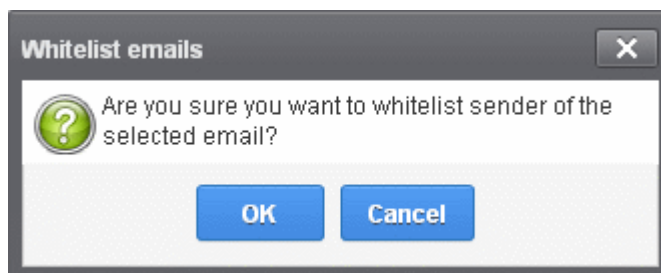 Whitelist emails
Are you sure you want to whitelist sender of the
selected email?
OK Cancel